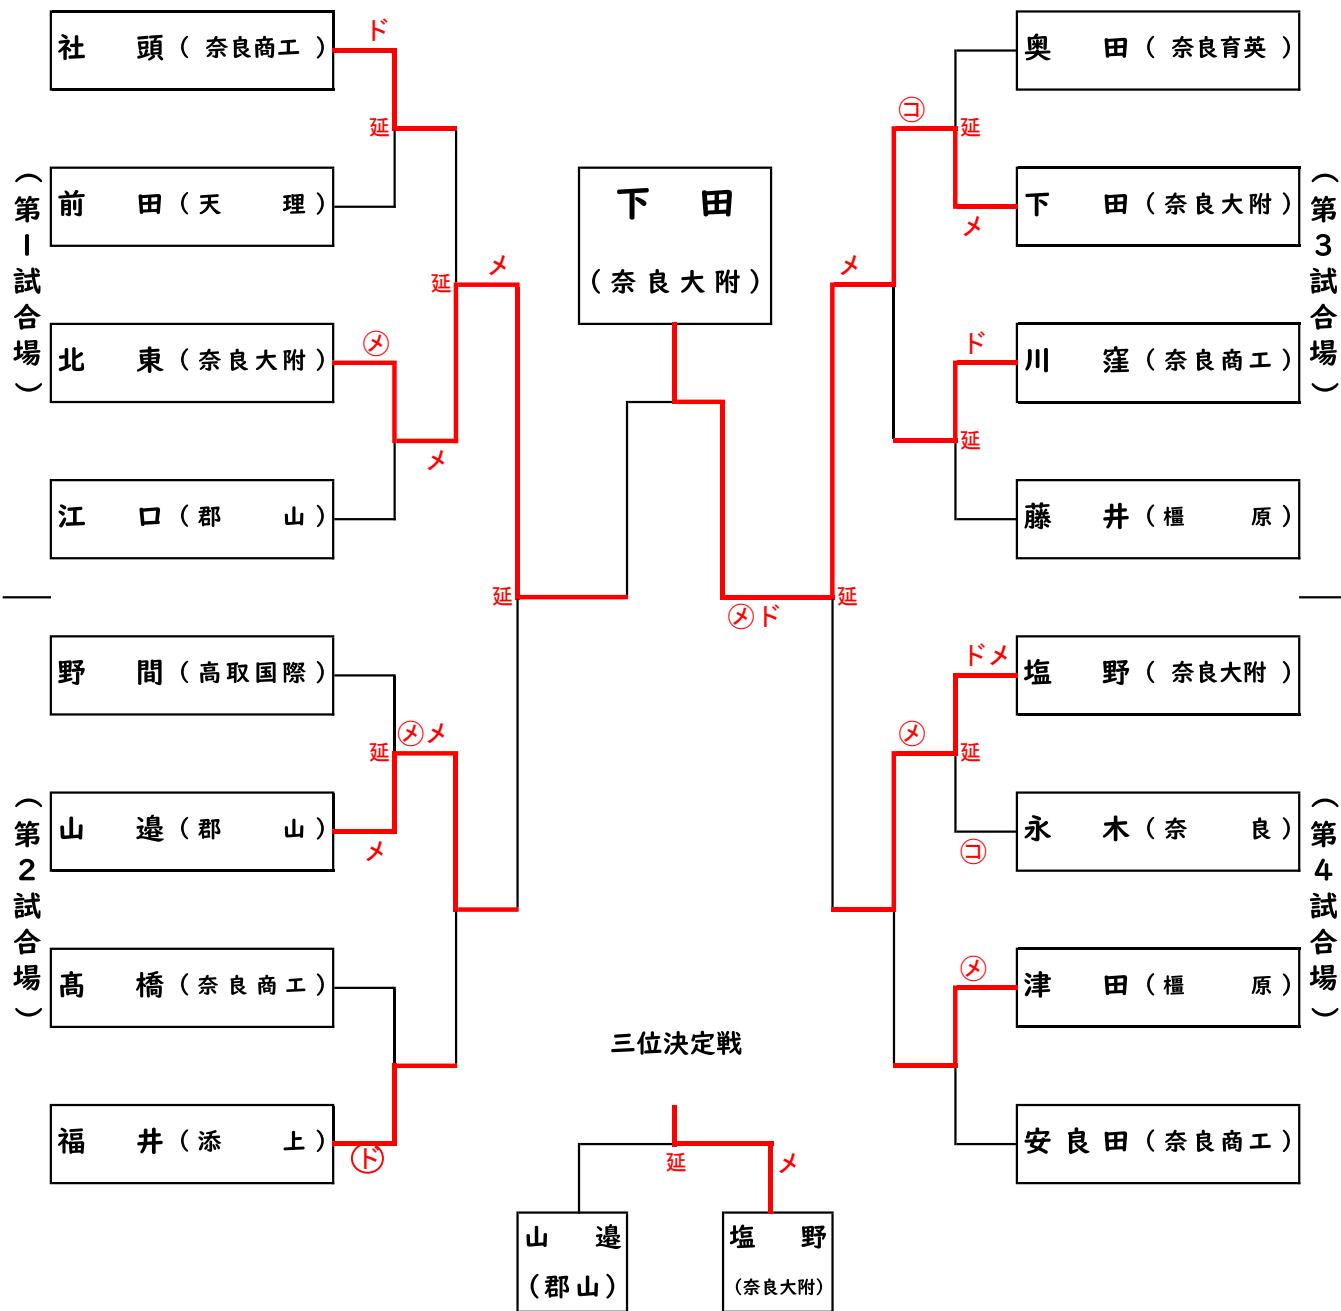 社 頭 ( 奈良商工 )
ド
延
前 田 ( 天 理 )
(第1試合場)
延
メ
北 東 ( 奈良大附 )
㋱
メ
江 口 ( 郡 山 )
延
野 間 ( 高取国際 )
㋱メ
延
山 邉 ( 郡 山 )
メ
(第2試合場)
髙 橋 ( 奈良商工 )
福 井 ( 添 上 )
㋣゙
下 田
( 奈良大附 )
㋱ド
奥 田 ( 奈良育英 )
㋙
延
下 田 ( 奈良大附 )
メ
(第3試合場)
メ
川 窪 ( 奈良商工 )
ド
延
藤 井 ( 橿 原 )
延
塩 野 ( 奈良大附 )
ドメ
㋱
延
永 木 ( 奈 良 )
㋙
(第4試合場)
津 田 ( 橿 原 )
㋱
安良田 ( 奈良商工 )
三位決定戦
延
メ
山 邉
(郡山)
塩 野
(奈良大附)